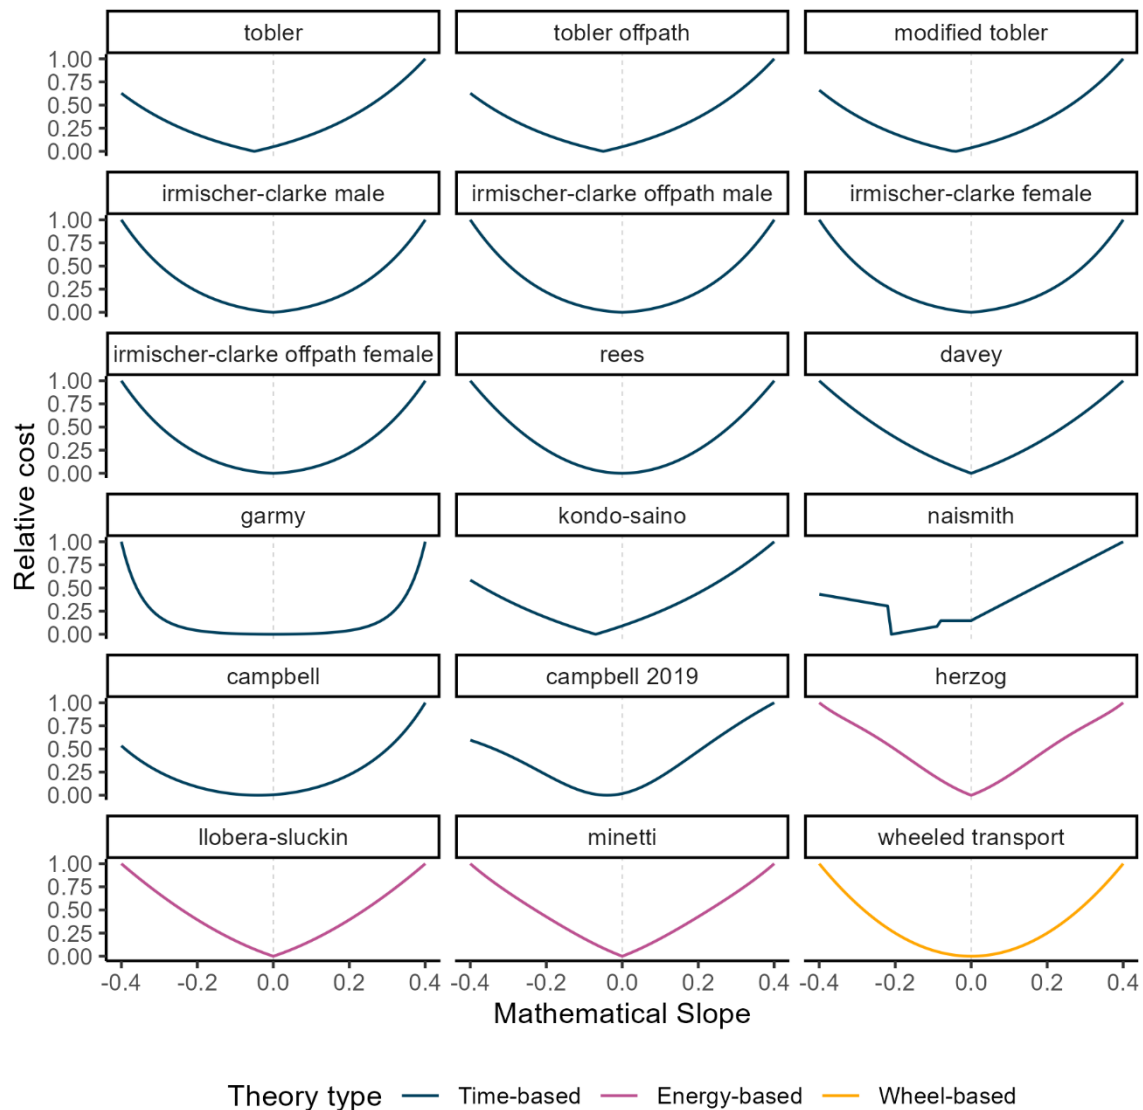 tobler
tobler offpath
modified tobler
1.00
0.75
0.50
0.25
0.00
irmischer-clarke male
irmischer-clarke offpath male
irmischer-clarke female
1.00
0.75
0.50
0.25
0.00
irmischer-clarke offpath female
rees
davey
1.00
0.75
0.50
0.25
0.00
Relative cost
garmy
kondo-saino
naismith
1.00
0.75
0.50
0.25
0.00
campbell
campbell 2019
herzog
1.00
0.75
0.50
0.25
0.00
llobera-sluckin
minetti
wheeled transport
1.00
0.75
0.50
0.25
0.00
-0.4 -0.2 0.0 0.2 0.4 -0.4 -0.2 0.0 0.2 0.4 -0.4 -0.2 0.0 0.2 0.4
Mathematical Slope
Theory type Time-based Energy-based Wheel-based